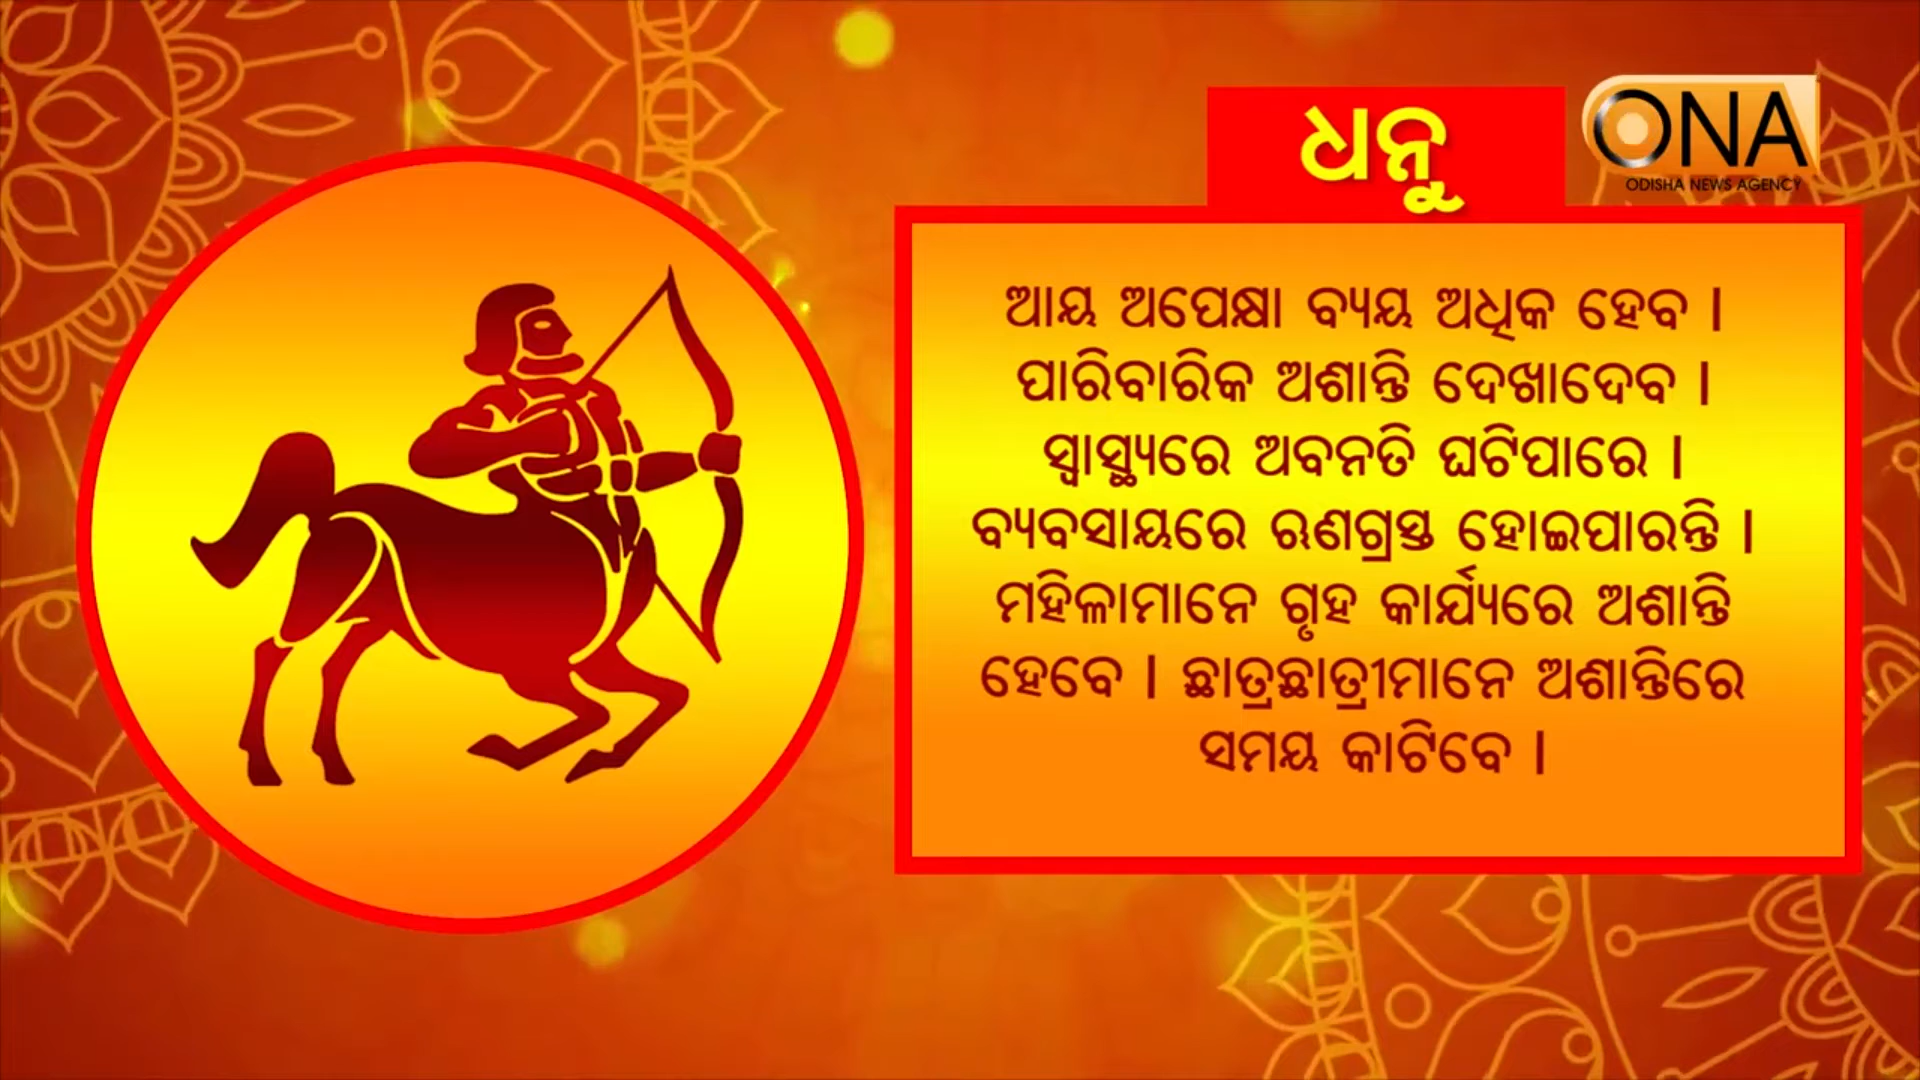 ଧନୁ
ONA
ODISHA NEWS AGENCY
ଆୟ ଅପେକ୍ଷା ବ୍ୟୟ ଅଧିକ ହେବ ।
ପାରିବାରିକ ଅଶାନ୍ତି ଦେଖାଦେବ ।
ସ୍ୱାସ୍ଥ୍ୟରେ ଅବନତି ଘଟିପାରେ ।
ବ୍ୟବସାୟରେ ଋଣଗ୍ରସ୍ତ ହୋଇପାରନ୍ତି ।
ମହିଳାମାନେ ଗୃହ କାର୍ଯ୍ୟରେ ଅଶାନ୍ତି
ହେବେ । ଛାତ୍ରଛାତ୍ରୀମାନେ ଅଶାନ୍ତିରେ
ସମୟ କାଟିବେ ।